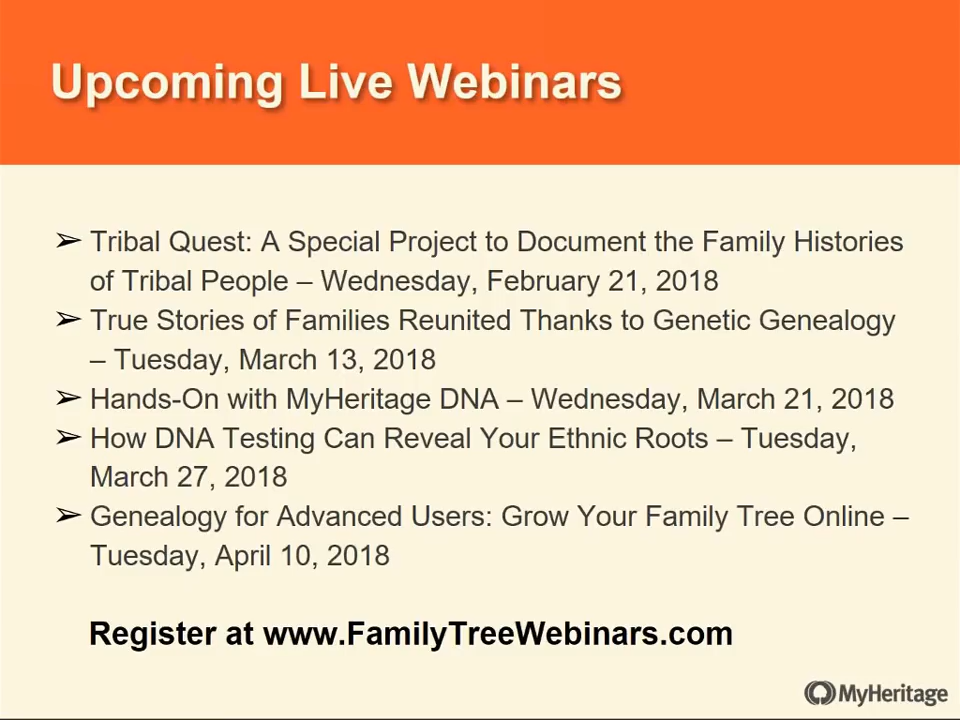 Upcoming Live Webinars
➢ Tribal Quest: A Special Project to Document the Family Histories
of Tribal People – Wednesday, February 21, 2018
➢ True Stories of Families Reunited Thanks to Genetic Genealogy
– Tuesday, March 13, 2018
➢ Hands-On with MyHeritage DNA – Wednesday, March 21, 2018
➢ How DNA Testing Can Reveal Your Ethnic Roots – Tuesday,
March 27, 2018
➢ Genealogy for Advanced Users: Grow Your Family Tree Online –
Tuesday, April 10, 2018
Register at www.FamilyTreeWebinars.com
MyHeritage